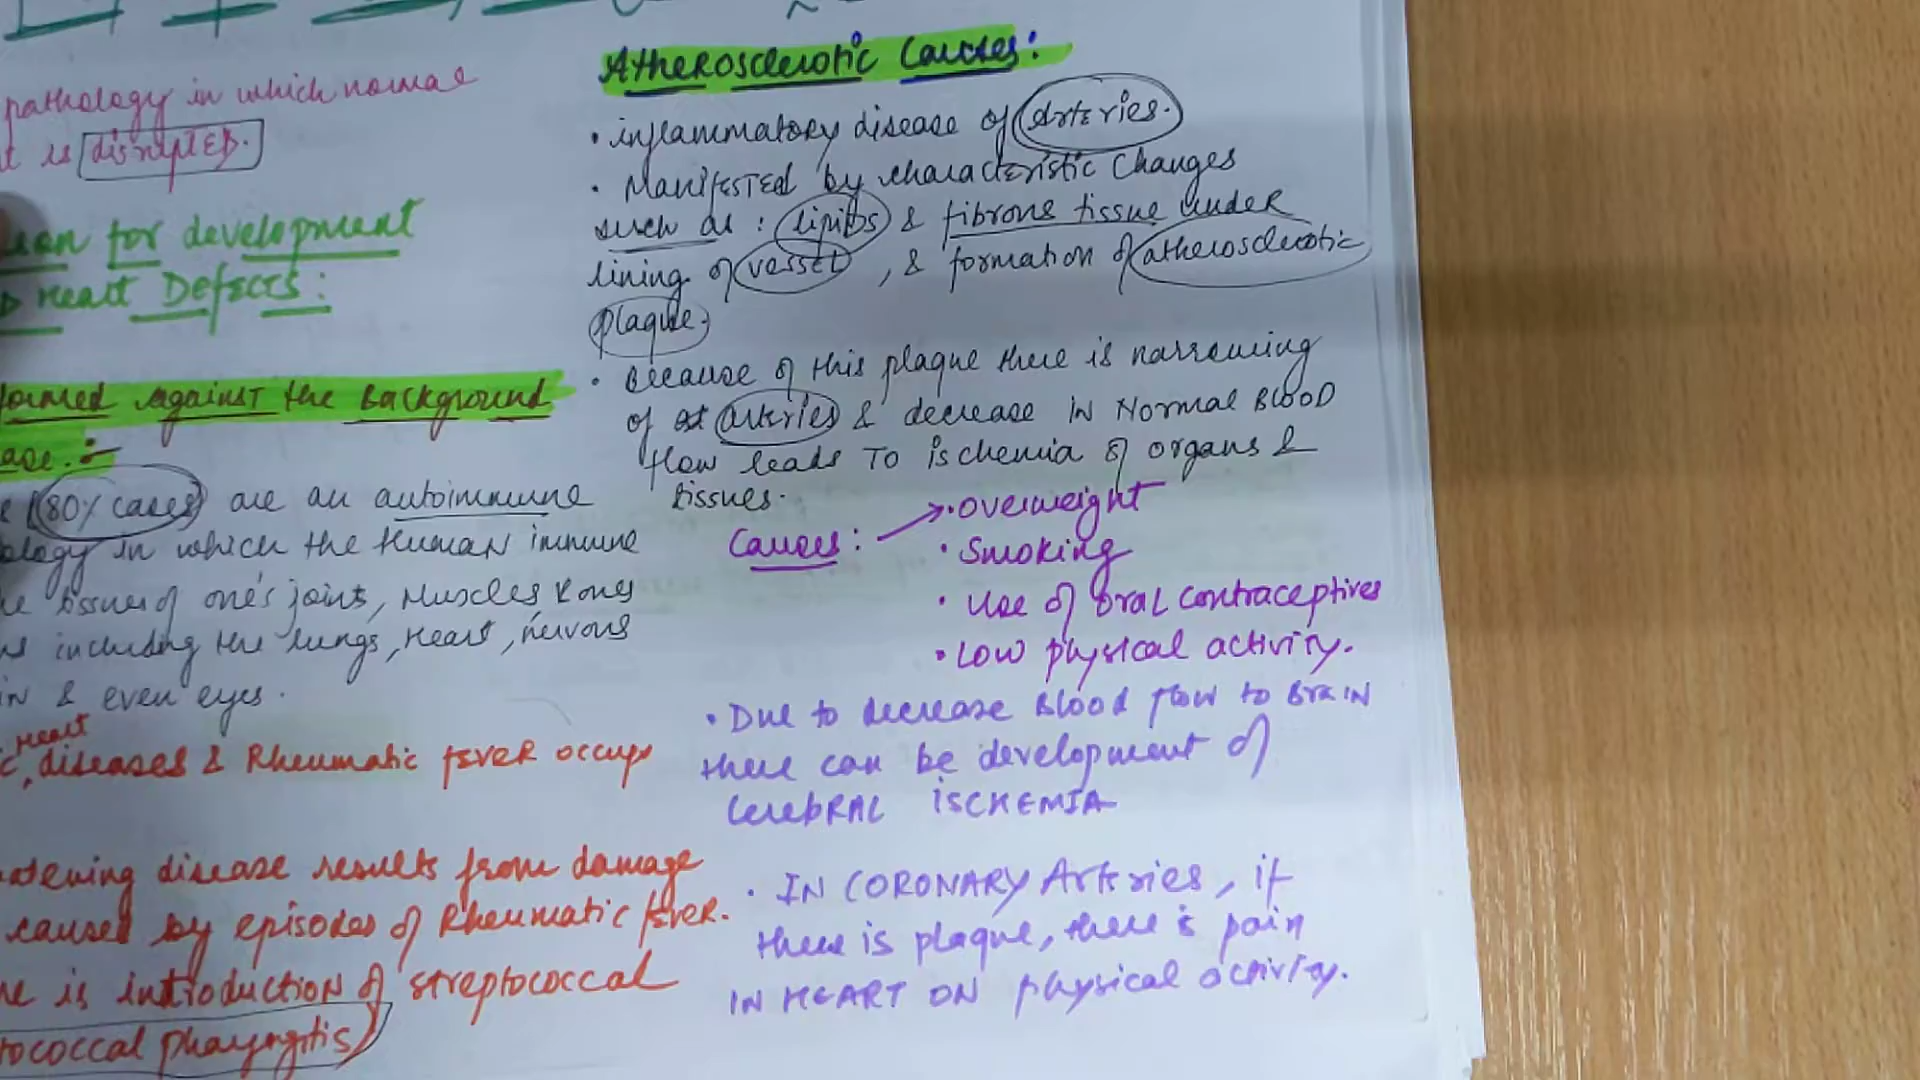 pathology in which normal
is disrupted.
for development
Heart Defects:
against the Background
80% cases are an autoimmune
in which the Human immune
tissues of one's joint, Muscles Bones
including the lungs, Heart, nervous
& even eyes.
Heart
diseases & Rheumatic fever occups
disease results from damage
caused by episodes of Rheumatic fever.
is introduction of streptococcal
pharyngitis)
Atherosclerotic Causes:
• inflammatory disease of Arteries.
• Manifested by characteristic Changes
such as : lipids & fibrous tissue under
lining of vessel, & formation of atherosclerotic
plaque.
• Because of this plaque there is narrowing
of arteries & decrease in Normal Blood
flow leads To ischemia of organs &
tissues.
Causes: → • Overweight
• Smoking
• Use of Oral contraceptives
• Low physical activity.
• Due to decrease Blood flow to Brain
there can be development of
Cerebral ISCHEMIA
• IN CORONARY Arteries, if
there is plaque, there is pain
IN HEART ON physical activity.